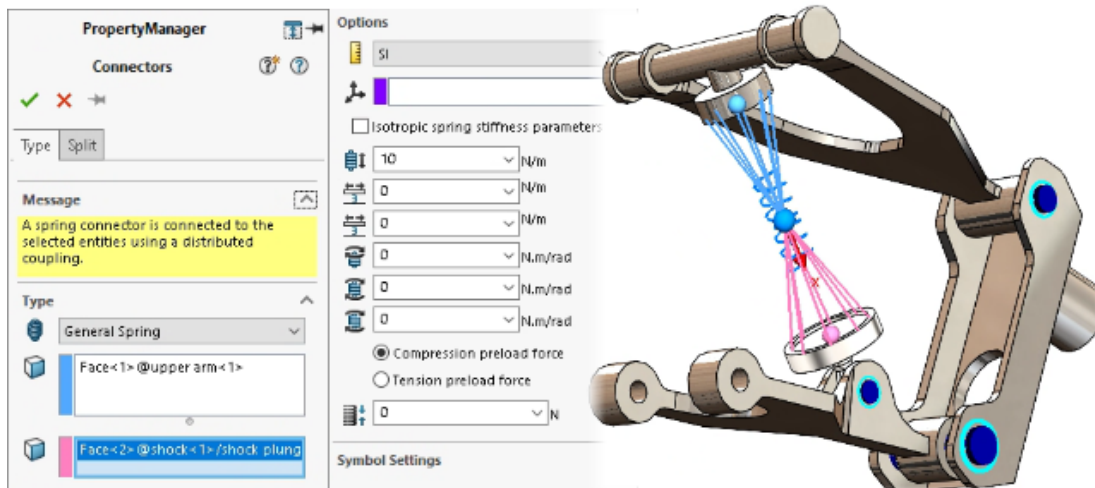 PropertyManager
Connectors
Type
Split
Message
A spring connector is connected to the
selected entities using a distributed
coupling.
Type
General Spring
Face<1>@upper arm<1>
Face<2>@shock<1>/shock plung
Options
SI
Isotropic spring stiffness parameters
10 N/m
0 N/m
0 N/m
0 N.m/rad
0 N.m/rad
0 N.m/rad
Compression preload force
Tension preload force
0 N
Symbol Settings
x